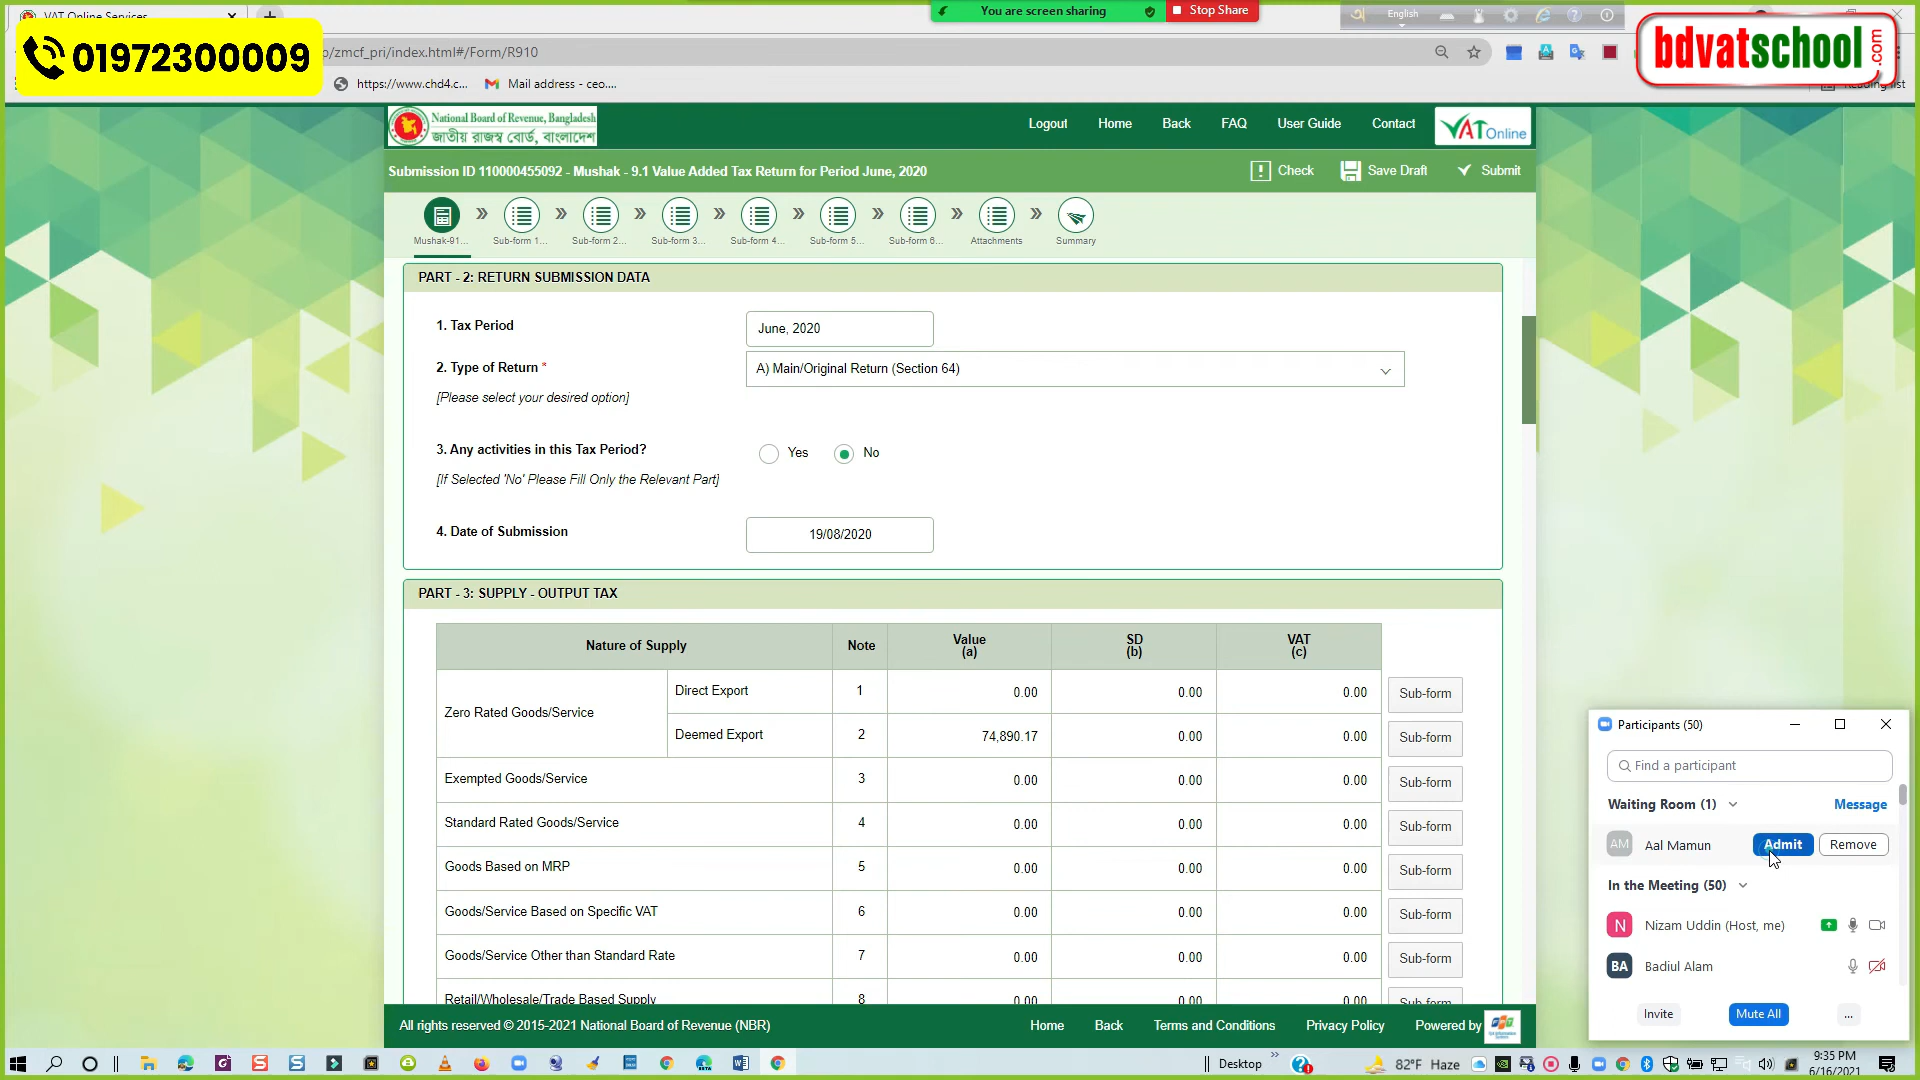 VAT Online Services
You are screen sharing
Stop Share
English
01972300009
/zmcf_pri/index.html#/Form/R910
bdvatschool.com
https://www.chd4.c...
Mail address - ceo....
Reading list
National Board of Revenue, Bangladesh
জাতীয় রাজস্ব বোর্ড, বাংলাদেশ
Logout
Home
Back
FAQ
User Guide
Contact
VAT Online
Submission ID 110000455092 - Mushak - 9.1 Value Added Tax Return for Period June, 2020
Check
Save Draft
Submit
Mushak-91...
Sub-form 1...
Sub-form 2...
Sub-form 3...
Sub-form 4...
Sub-form 5...
Sub-form 6...
Attachments
Summary
PART - 2: RETURN SUBMISSION DATA
1. Tax Period
June, 2020
2. Type of Return *
A) Main/Original Return (Section 64)
[Please select your desired option]
3. Any activities in this Tax Period?
Yes
No
[If Selected 'No' Please Fill Only the Relevant Part]
4. Date of Submission
19/08/2020
PART - 3: SUPPLY - OUTPUT TAX
Nature of Supply Note Value (a) SD (b) VAT (c)
Zero Rated Goods/Service
Direct Export 1 0.00 0.00 0.00 Sub-form
Deemed Export 2 74,890.17 0.00 0.00 Sub-form
Exempted Goods/Service 3 0.00 0.00 0.00 Sub-form
Standard Rated Goods/Service 4 0.00 0.00 0.00 Sub-form
Goods Based on MRP 5 0.00 0.00 0.00 Sub-form
Goods/Service Based on Specific VAT 6 0.00 0.00 0.00 Sub-form
Goods/Service Other than Standard Rate 7 0.00 0.00 0.00 Sub-form
Retail/Wholesale/Trade Based Supply 8 0.00 0.00 0.00 Sub-form
All rights reserved © 2015-2021 National Board of Revenue (NBR)
Home
Back
Terms and Conditions
Privacy Policy
Powered by
Participants (50)
Find a participant
Waiting Room (1)
Message
AM Aal Mamun
Admit
Remove
In the Meeting (50)
N Nizam Uddin (Host, me)
BA Badiul Alam
Invite
Mute All
...
Desktop
82°F Haze
9:35 PM
6/16/2021